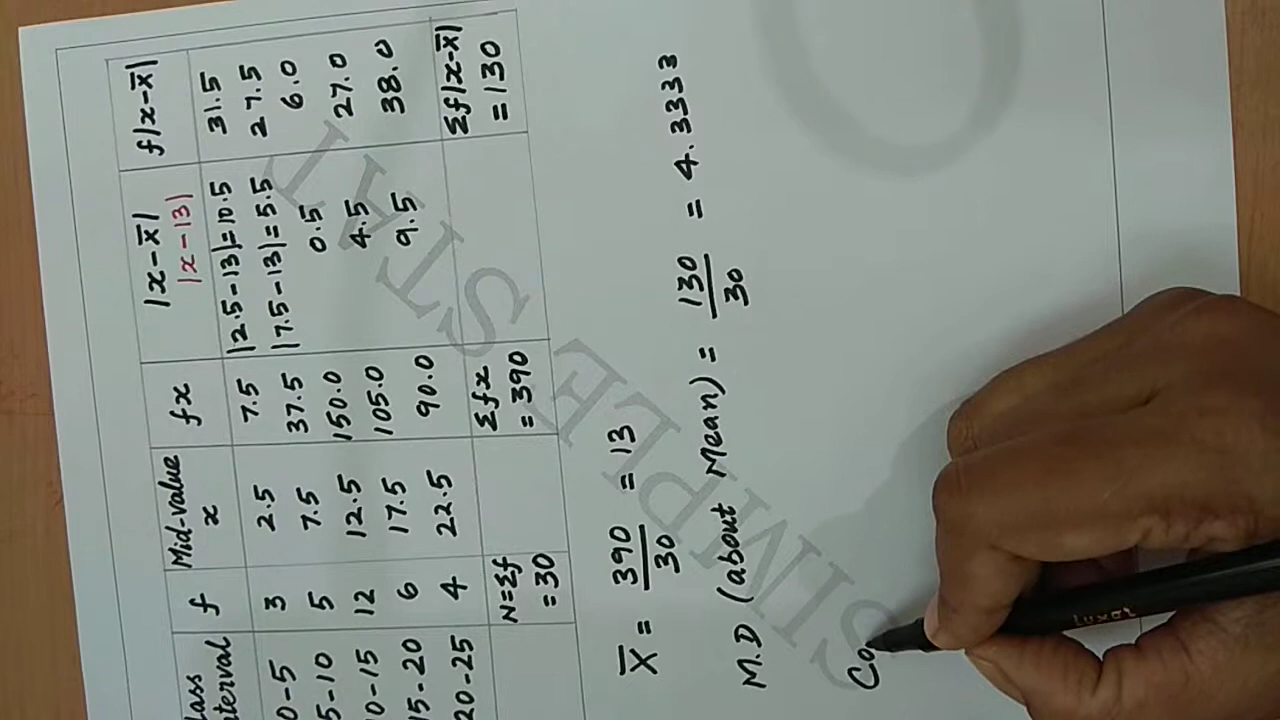 lass
nterval f Mid-value
x fx |x-x̅|
|x-13| f|x-x̅|
0-5 3 2.5 7.5 |2.5-13|=10.5 31.5
5-10 5 7.5 37.5 |7.5-13|=5.5 27.5
10-15 12 12.5 150.0 0.5 6.0
15-20 6 17.5 105.0 4.5 27.0
20-25 4 22.5 90.0 9.5 38.0
N=Σf
=30 Σfx
=390 Σf|x-x̅|
=130
X̅ = 390/30 = 13
M.D (about Mean) = 130/30 = 4.3333
Co
SIMPLE STAT
LUXOR